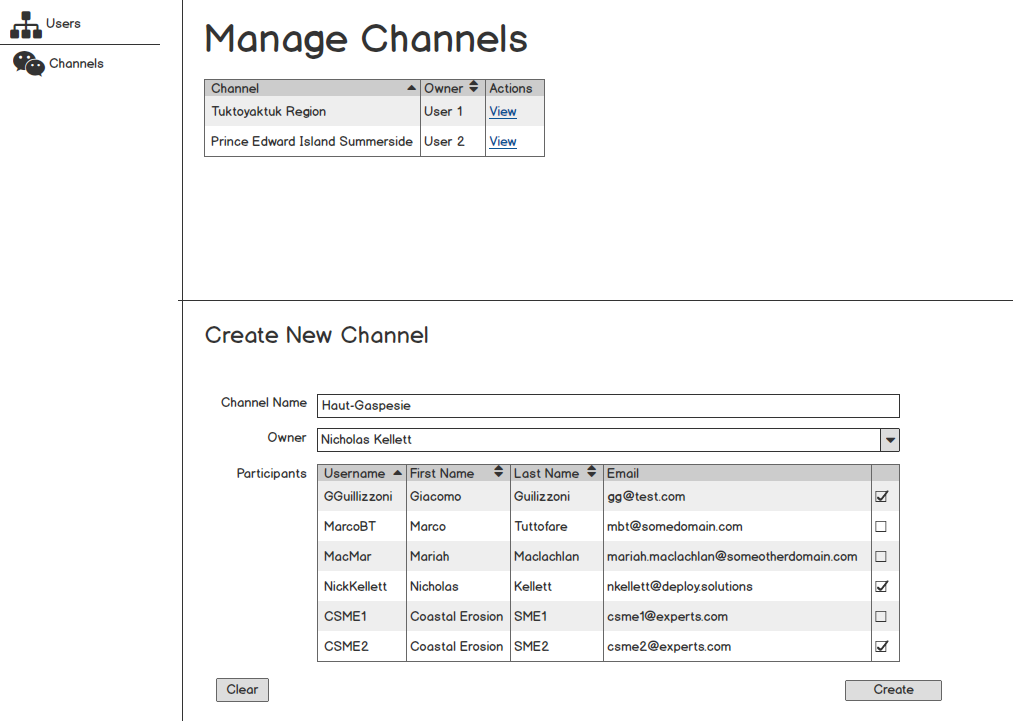 Users
Channels
Manage Channels
Channel Owner Actions
Tuktoyaktuk Region User 1 View
Prince Edward Island Summerside User 2 View
Create New Channel
Channel Name Haut-Gaspesie
Owner Nicholas Kellett
Participants Username First Name Last Name Email
GGuillizzoni Giacomo Guilizzoni gg@test.com
MarcoBT Marco Tuttofare mbt@somedomain.com
MacMar Mariah Maclachlan mariah.maclachlan@someotherdomain.com
NickKellett Nicholas Kellett nkellett@deploy.solutions
CSME1 Coastal Erosion SME1 csme1@experts.com
CSME2 Coastal Erosion SME2 csme2@experts.com
Clear Create